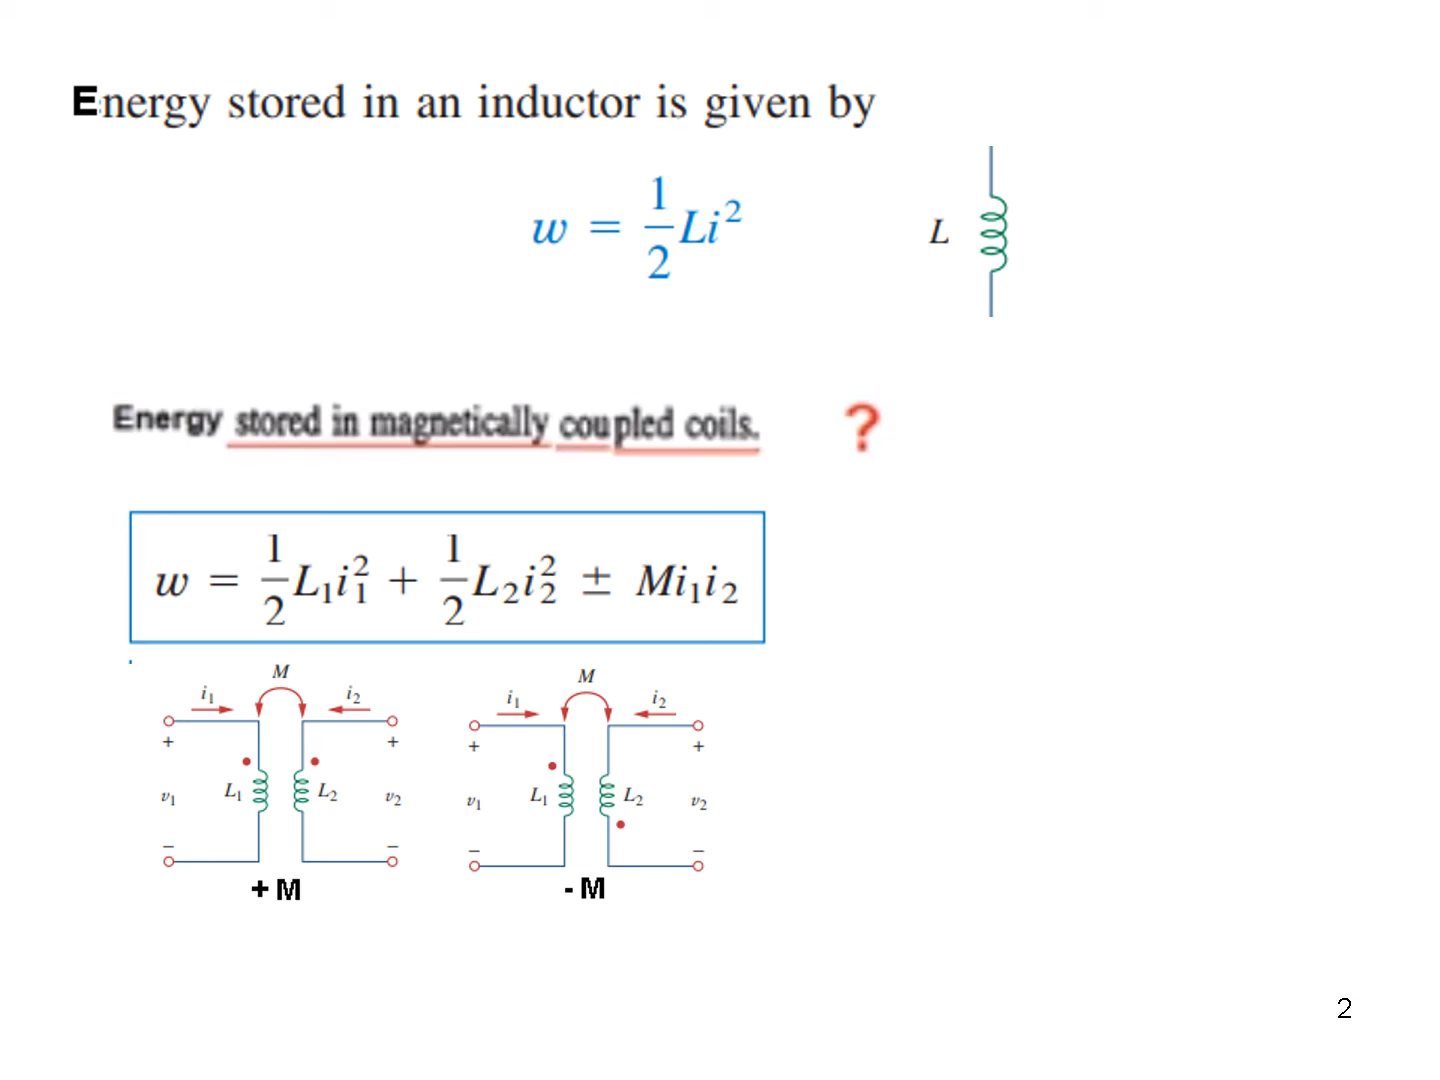 Energy stored in an inductor is given by
w = 1/2 Li²
L
Energy stored in magnetically coupled coils. ?
w = 1/2 L₁i₁² + 1/2 L₂i₂² ± Mi₁i₂
M
i₁ i₂
+ +
L₁ L₂
v₁ v₂
− −
+ M
M
i₁ i₂
+ +
L₁ L₂
v₁ v₂
− −
- M
2